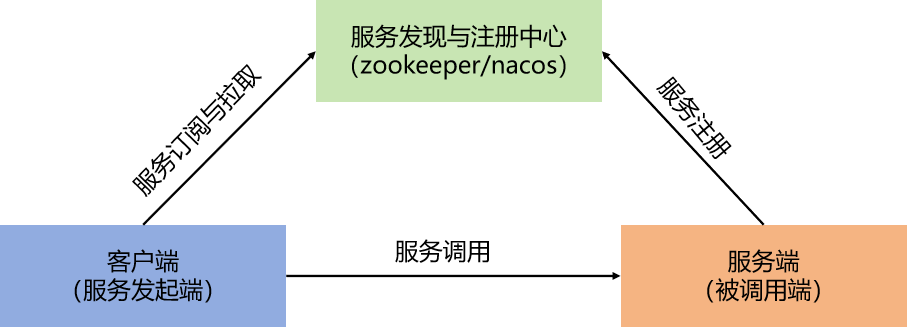 服务发现与注册中心
（zookeeper/nacos）
服务订阅与拉取
服务注册
服务调用
客户端
（服务发起端）
服务端
（被调用端）